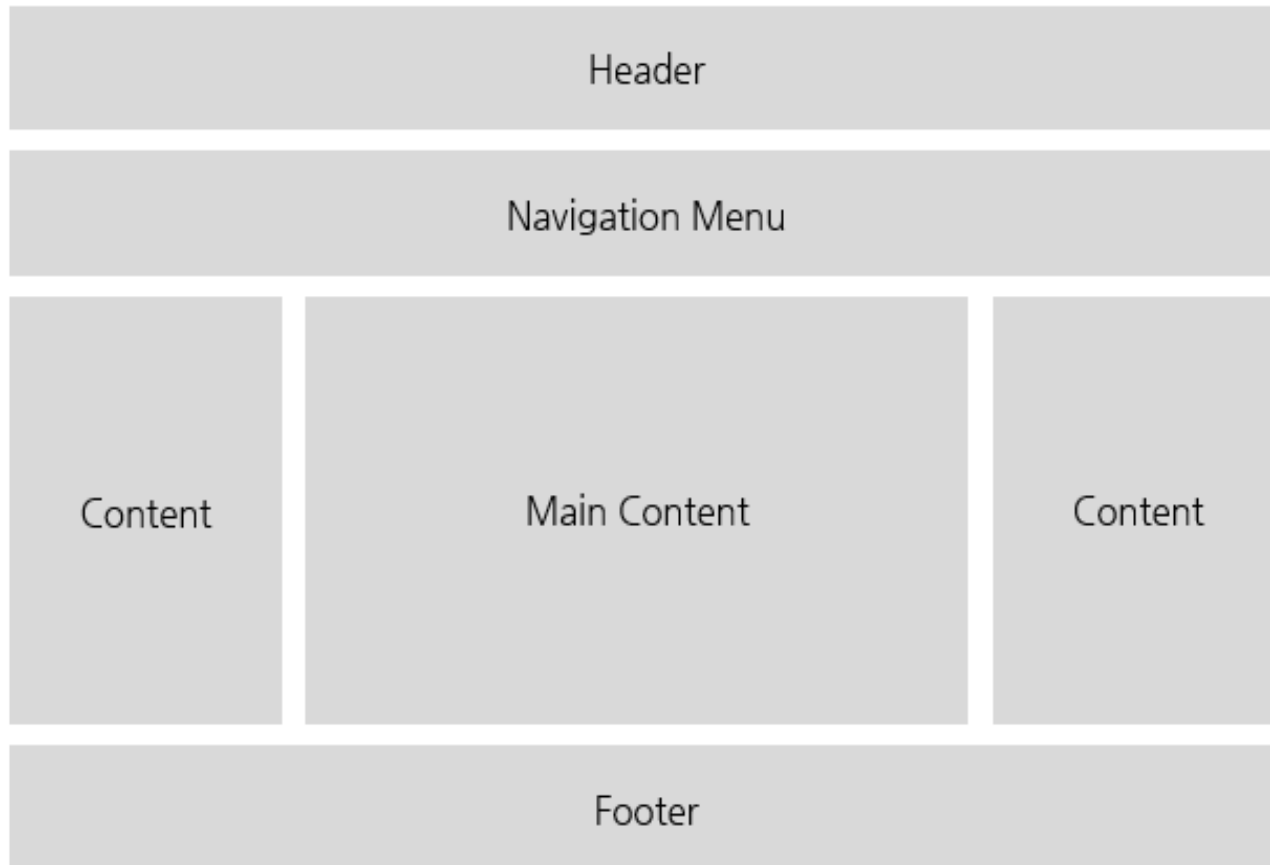 Header
Navigation Menu
Content
Main Content
Content
Footer